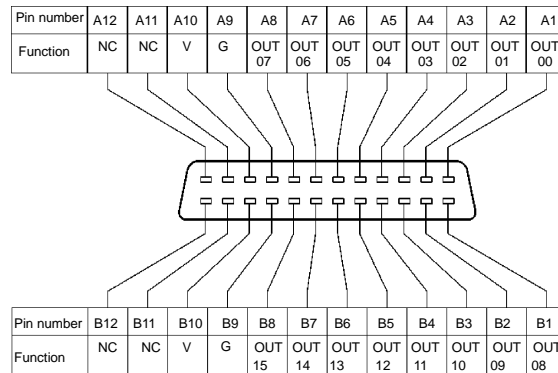 Pin number A12 A11 A10 A9 A8 A7 A6 A5 A4 A3 A2 A1
Function NC NC V G OUT OUT OUT OUT OUT OUT OUT OUT
07 06 05 04 03 02 01 00
Pin number B12 B11 B10 B9 B8 B7 B6 B5 B4 B3 B2 B1
Function NC NC V G OUT OUT OUT OUT OUT OUT OUT OUT
15 14 13 12 11 10 09 08